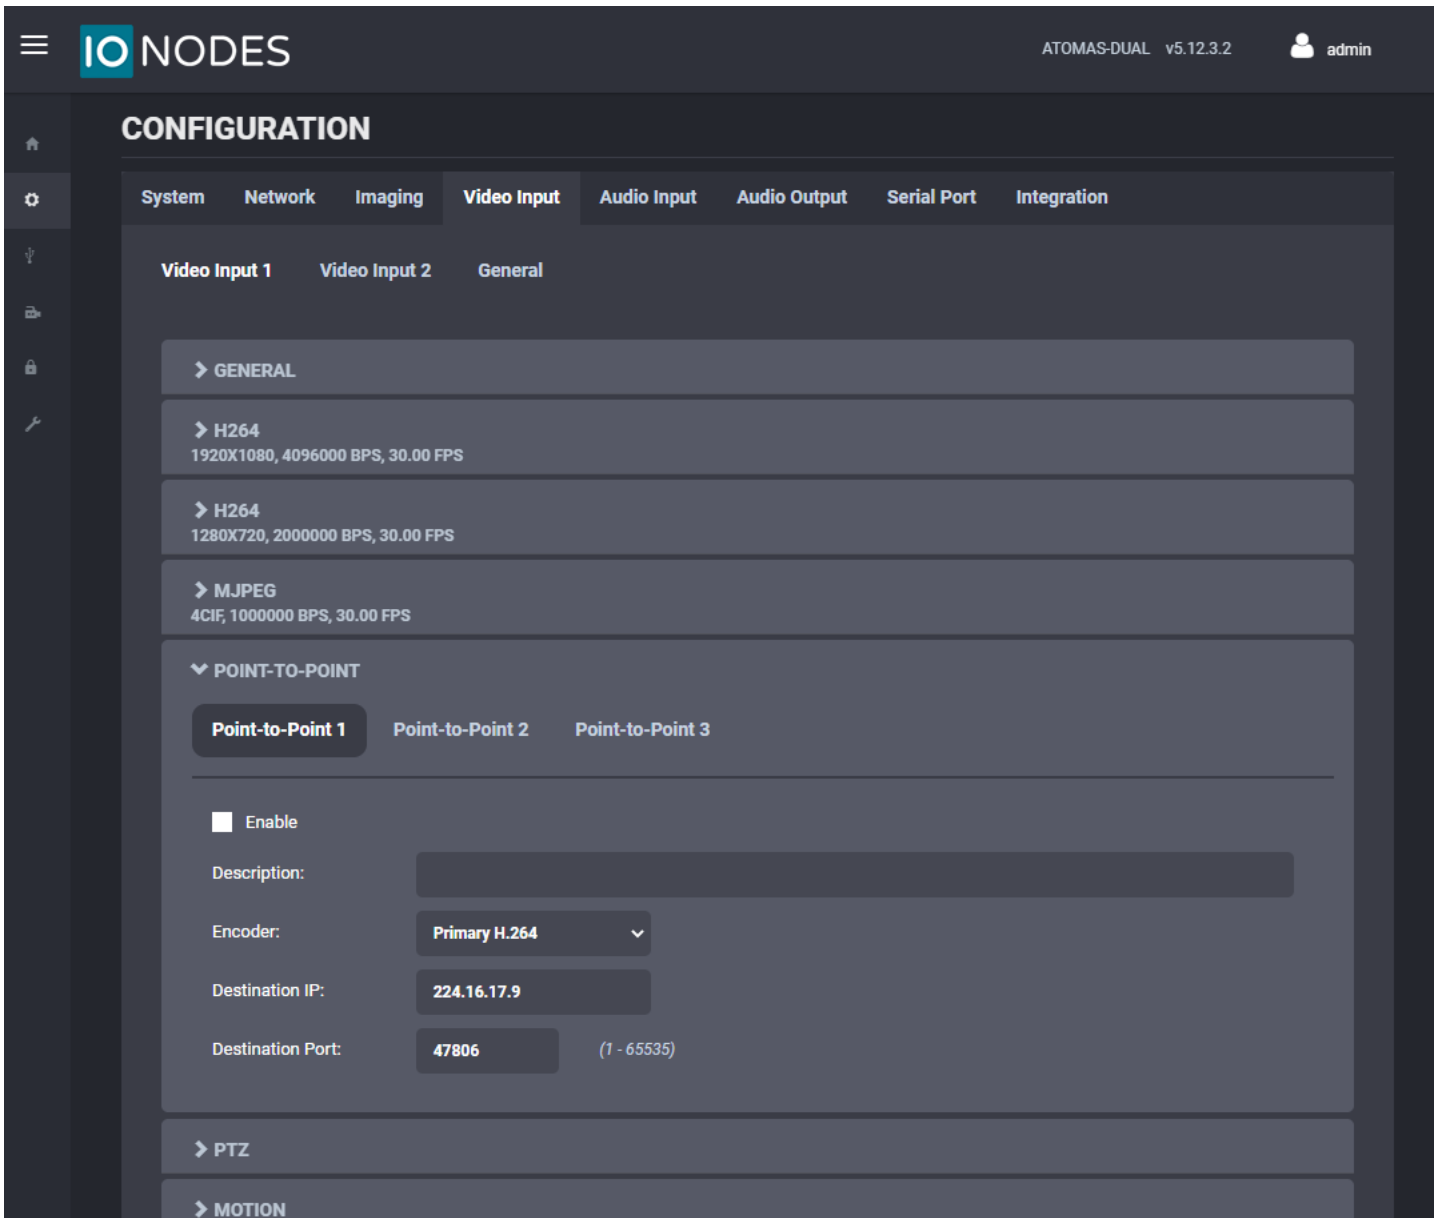 IONODES ATOMAS-DUAL v5.12.3.2 admin
CONFIGURATION
System Network Imaging Video Input Audio Input Audio Output Serial Port Integration
Video Input 1 Video Input 2 General
GENERAL
H264
1920X1080, 4096000 BPS, 30.00 FPS
H264
1280X720, 2000000 BPS, 30.00 FPS
MJPEG
4CIF, 1000000 BPS, 30.00 FPS
POINT-TO-POINT
Point-to-Point 1 Point-to-Point 2 Point-to-Point 3
Enable
Description:
Encoder: Primary H.264
Destination IP: 224.16.17.9
Destination Port: 47806 (1 - 65535)
PTZ
MOTION